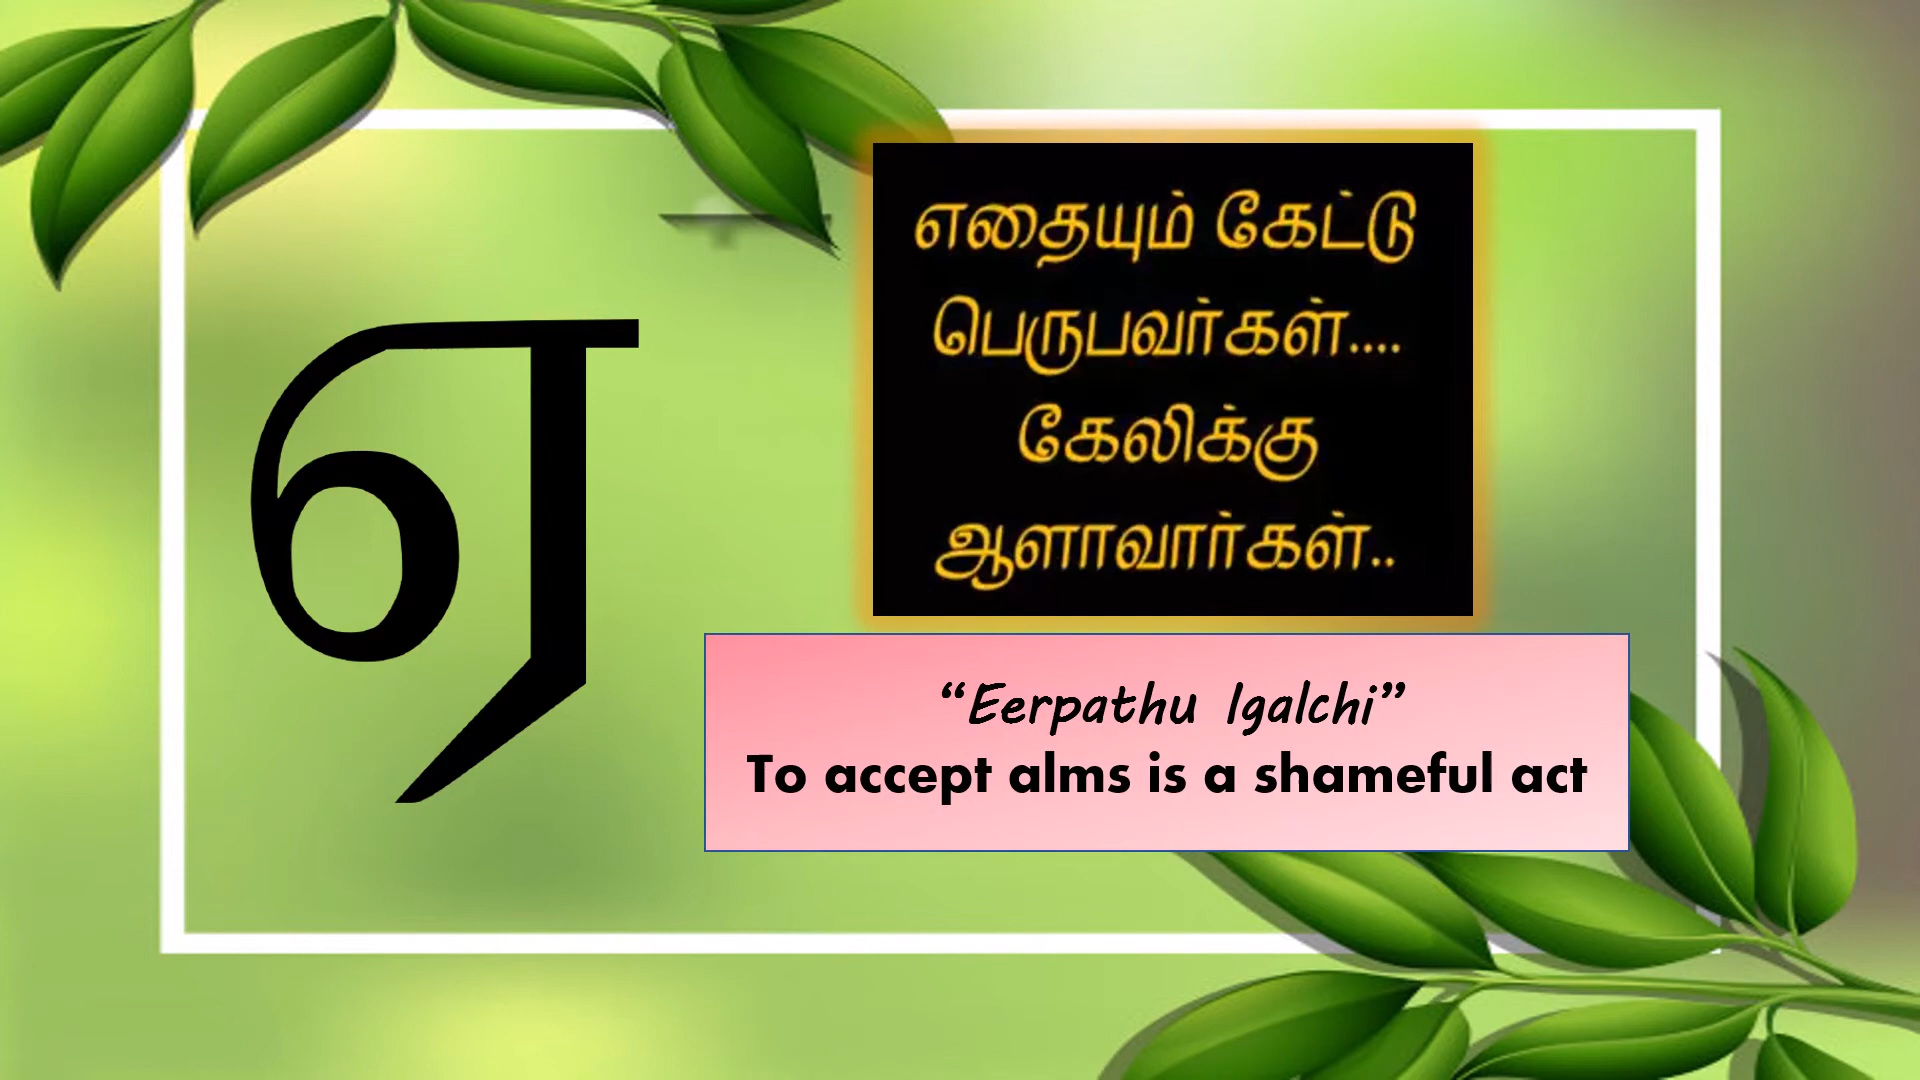 ஏ
எதையும் கேட்டு
பெருபவர்கள்....
கேலிக்கு
ஆளாவார்கள்..
“Eerpathu Igalchi”
To accept alms is a shameful act